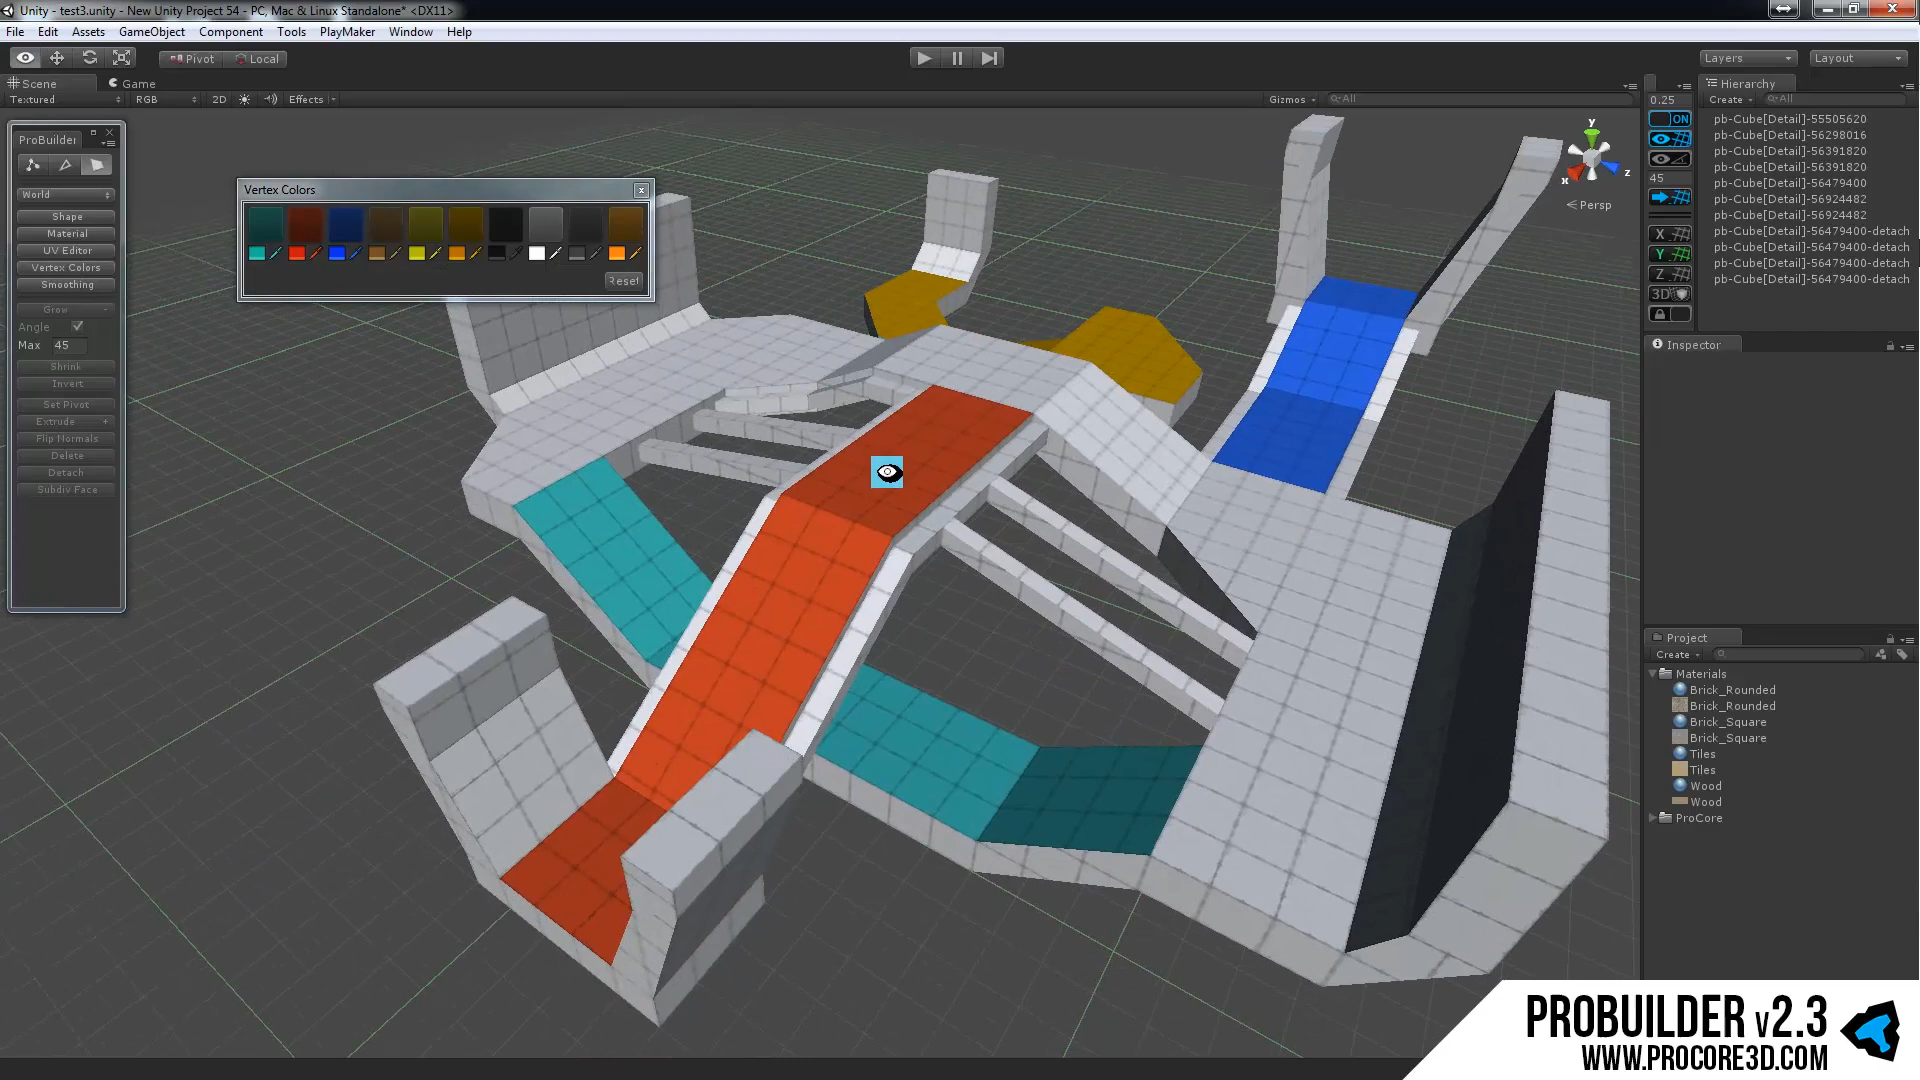 Unity - test3.unity - New Unity Project 54 - PC, Mac & Linux Standalone* <DX11>
File Edit Assets GameObject Component Tools PlayMaker Window Help
Pivot Local
Layers Layout
Scene Game
Textured RGB 2D Effects
Gizmos All
ProBuilder
World
Shape
Material
UV Editor
Vertex Colors
Smoothing
Grow -
Angle
Max 45
Shrink
Invert
Set Pivot
Extrude +
Flip Normals
Delete
Detach
Subdiv Face
Vertex Colors
Reset
y
x z
Persp
0.25
ON
45
X
Y
Z
3D
Hierarchy
Create All
pb-Cube[Detail]-55505620
pb-Cube[Detail]-56298016
pb-Cube[Detail]-56391820
pb-Cube[Detail]-56391820
pb-Cube[Detail]-56479400
pb-Cube[Detail]-56924482
pb-Cube[Detail]-56924482
pb-Cube[Detail]-56479400-detach
pb-Cube[Detail]-56479400-detach
pb-Cube[Detail]-56479400-detach
pb-Cube[Detail]-56479400-detach
Inspector
Project
Create
Materials
Brick_Rounded
Brick_Rounded
Brick_Square
Brick_Square
Tiles
Tiles
Wood
Wood
ProCore
PROBUILDER v2.3
WWW.PROCORE3D.COM